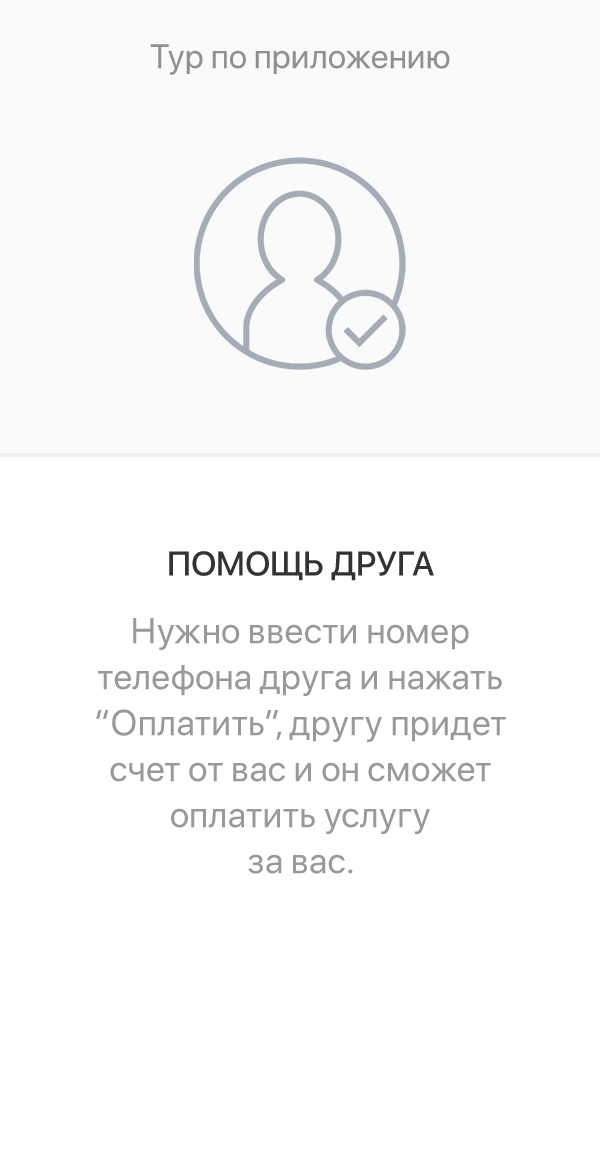 Тур по приложению
ПОМОЩЬ ДРУГА
Нужно ввести номер
телефона друга и нажать
“Оплатить”, другу придет
счет от вас и он сможет
оплатить услугу
за вас.